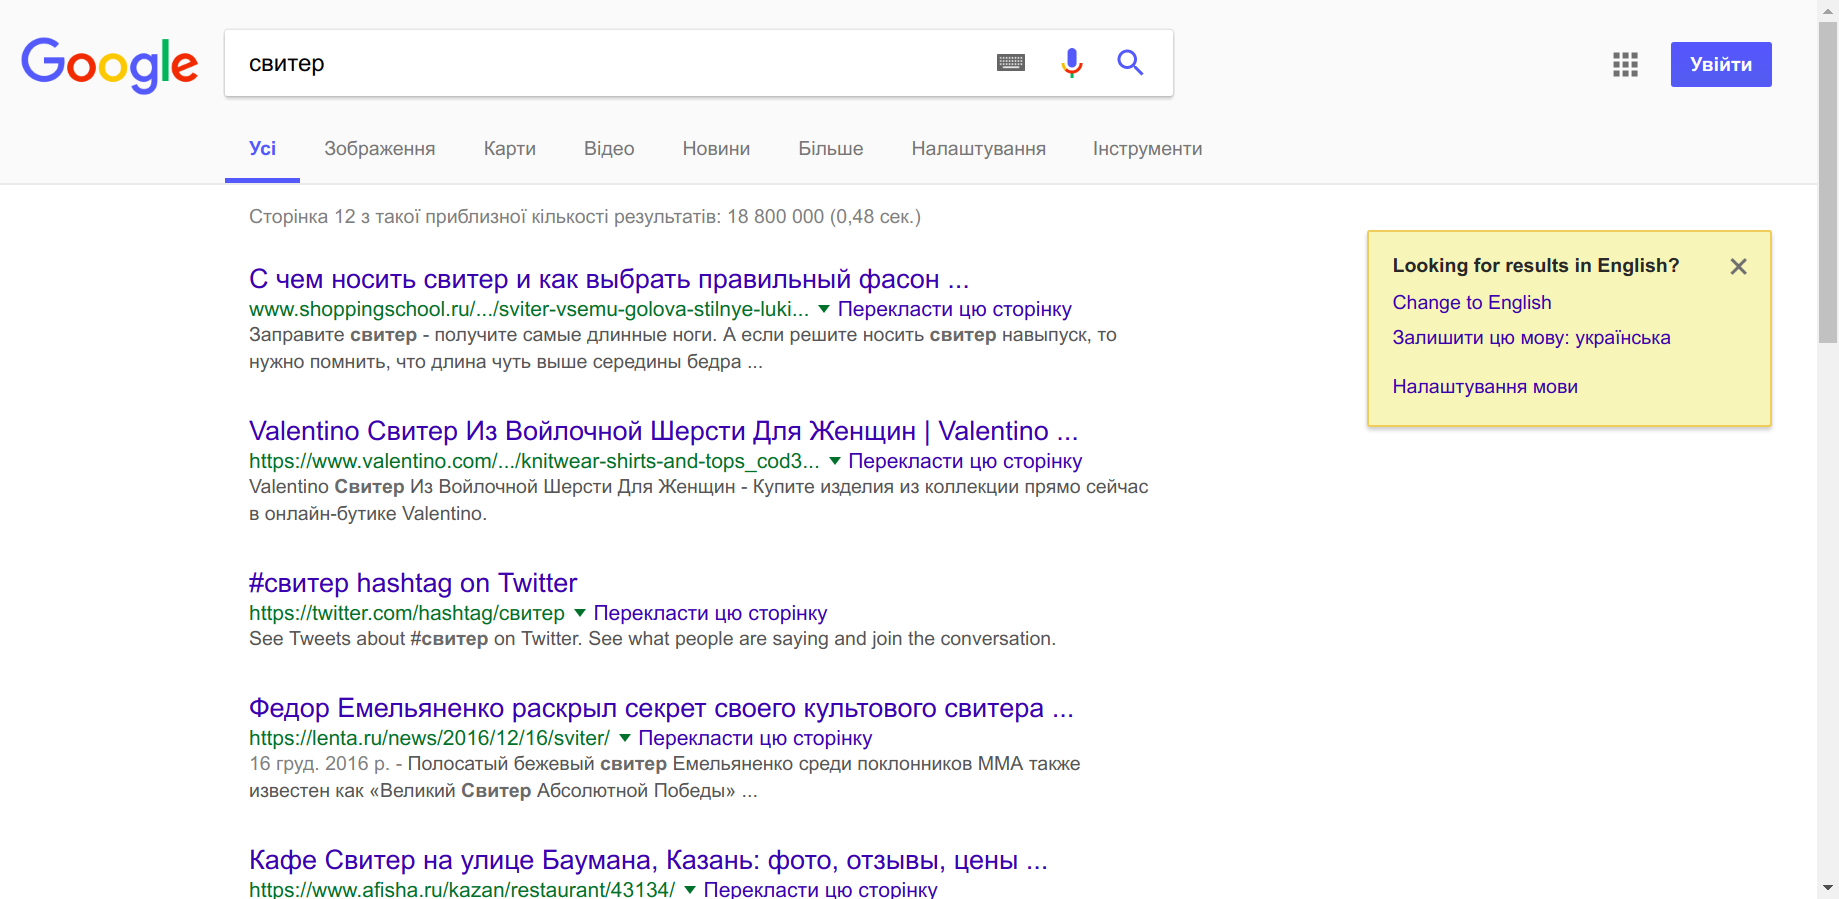 Google
свитер
Увійти
Усі Зображення Карти Відео Новини Більше Налаштування Інструменти
Сторінка 12 з такої приблизної кількості результатів: 18 800 000 (0,48 сек.)
С чем носить свитер и как выбрать правильный фасон ...
www.shoppingschool.ru/.../sviter-vsemu-golova-stilnye-luki... Перекласти цю сторінку
Заправите свитер - получите самые длинные ноги. А если решите носить свитер навыпуск, то
нужно помнить, что длина чуть выше середины бедра ...
Valentino Свитер Из Войлочной Шерсти Для Женщин | Valentino ...
https://www.valentino.com/.../knitwear-shirts-and-tops_cod3... Перекласти цю сторінку
Valentino Свитер Из Войлочной Шерсти Для Женщин - Купите изделия из коллекции прямо сейчас
в онлайн-бутике Valentino.
#свитер hashtag on Twitter
https://twitter.com/hashtag/свитер Перекласти цю сторінку
See Tweets about #свитер on Twitter. See what people are saying and join the conversation.
Федор Емельяненко раскрыл секрет своего культового свитера ...
https://lenta.ru/news/2016/12/16/sviter/ Перекласти цю сторінку
16 груд. 2016 р. - Полосатый бежевый свитер Емельяненко среди поклонников ММА также
известен как «Великий Свитер Абсолютной Победы» ...
Кафе Свитер на улице Баумана, Казань: фото, отзывы, цены ...
https://www.afisha.ru/kazan/restaurant/43134/ Перекласти цю сторінку
Looking for results in English?
Change to English
Залишити цю мову: українська
Налаштування мови